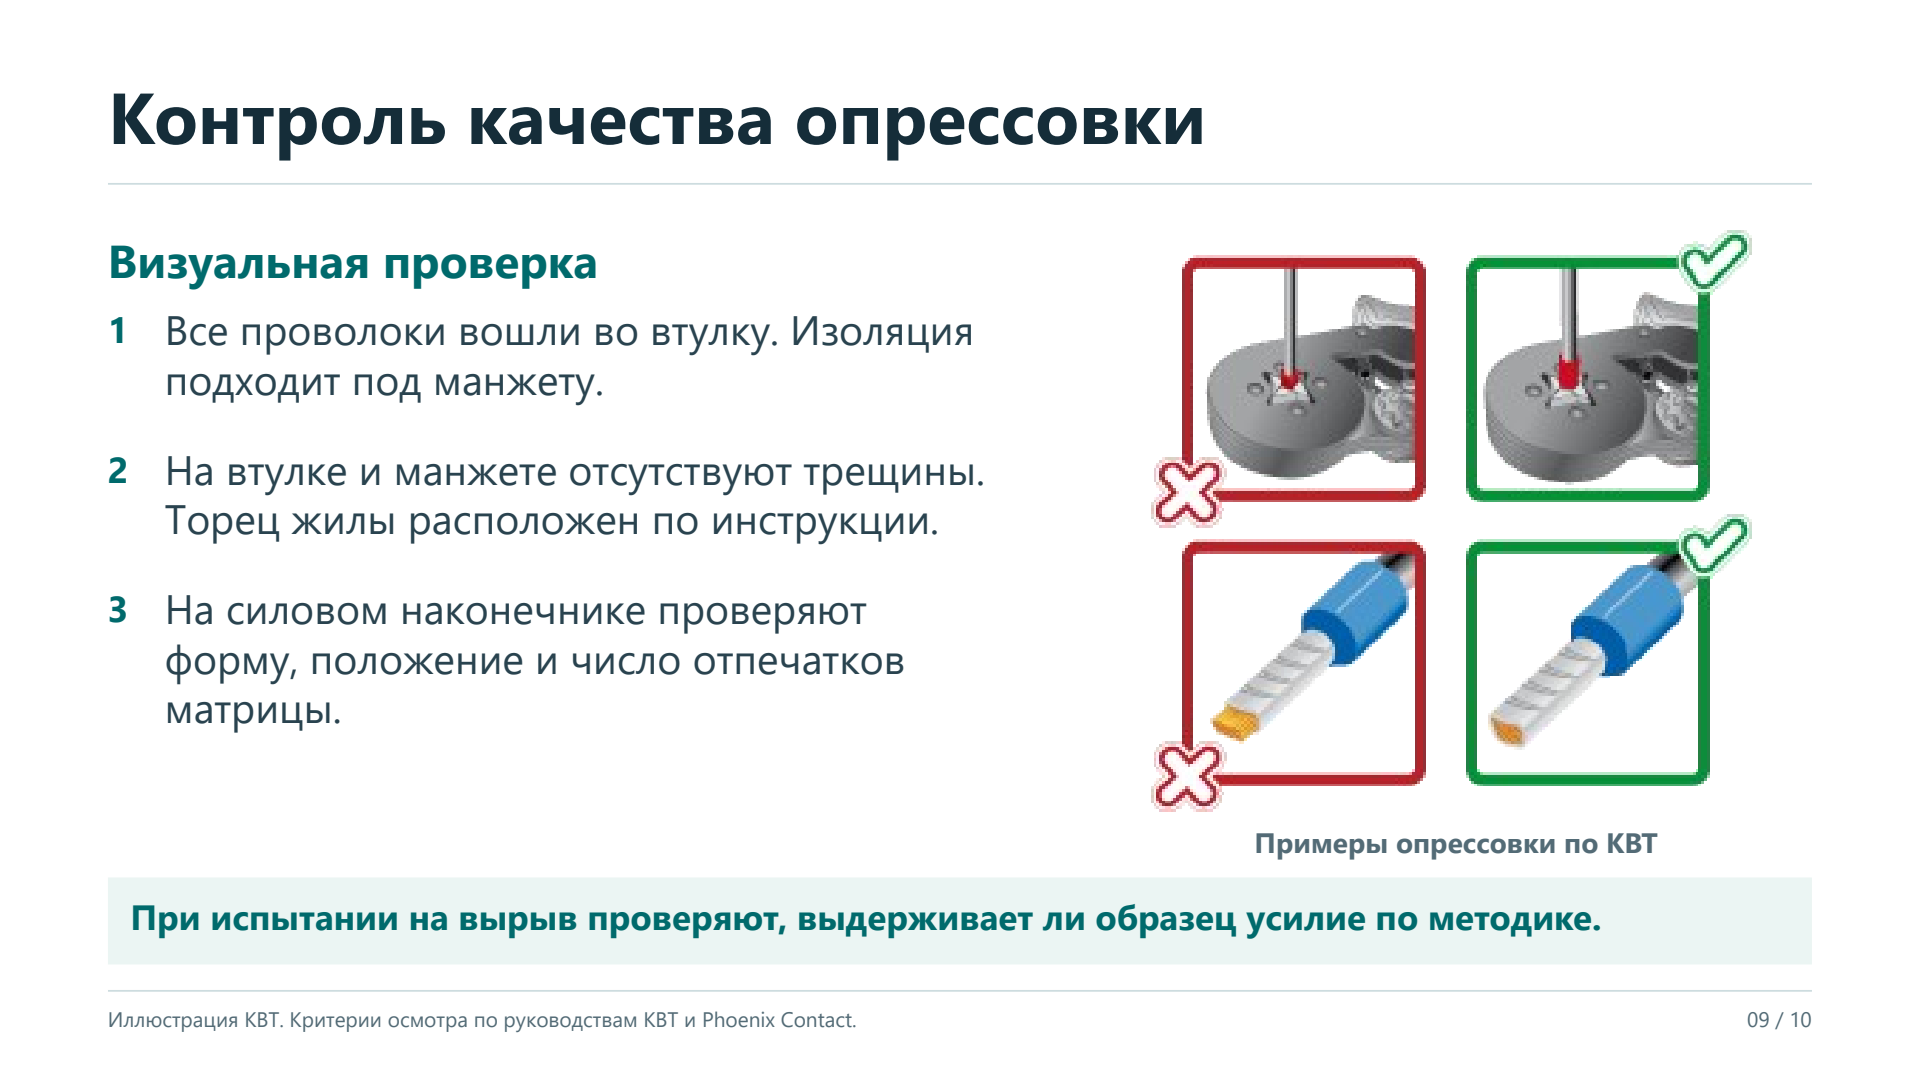 Контроль качества опрессовки
Визуальная проверка
1 Все проволоки вошли во втулку. Изоляция
подходит под манжету.
2 На втулке и манжете отсутствуют трещины.
Торец жилы расположен по инструкции.
3 На силовом наконечнике проверяют
форму, положение и число отпечатков
матрицы.
Примеры опрессовки по КВТ
При испытании на вырыв проверяют, выдерживает ли образец усилие по методике.
Иллюстрация КВТ. Критерии осмотра по руководствам КВТ и Phoenix Contact.
09 / 10